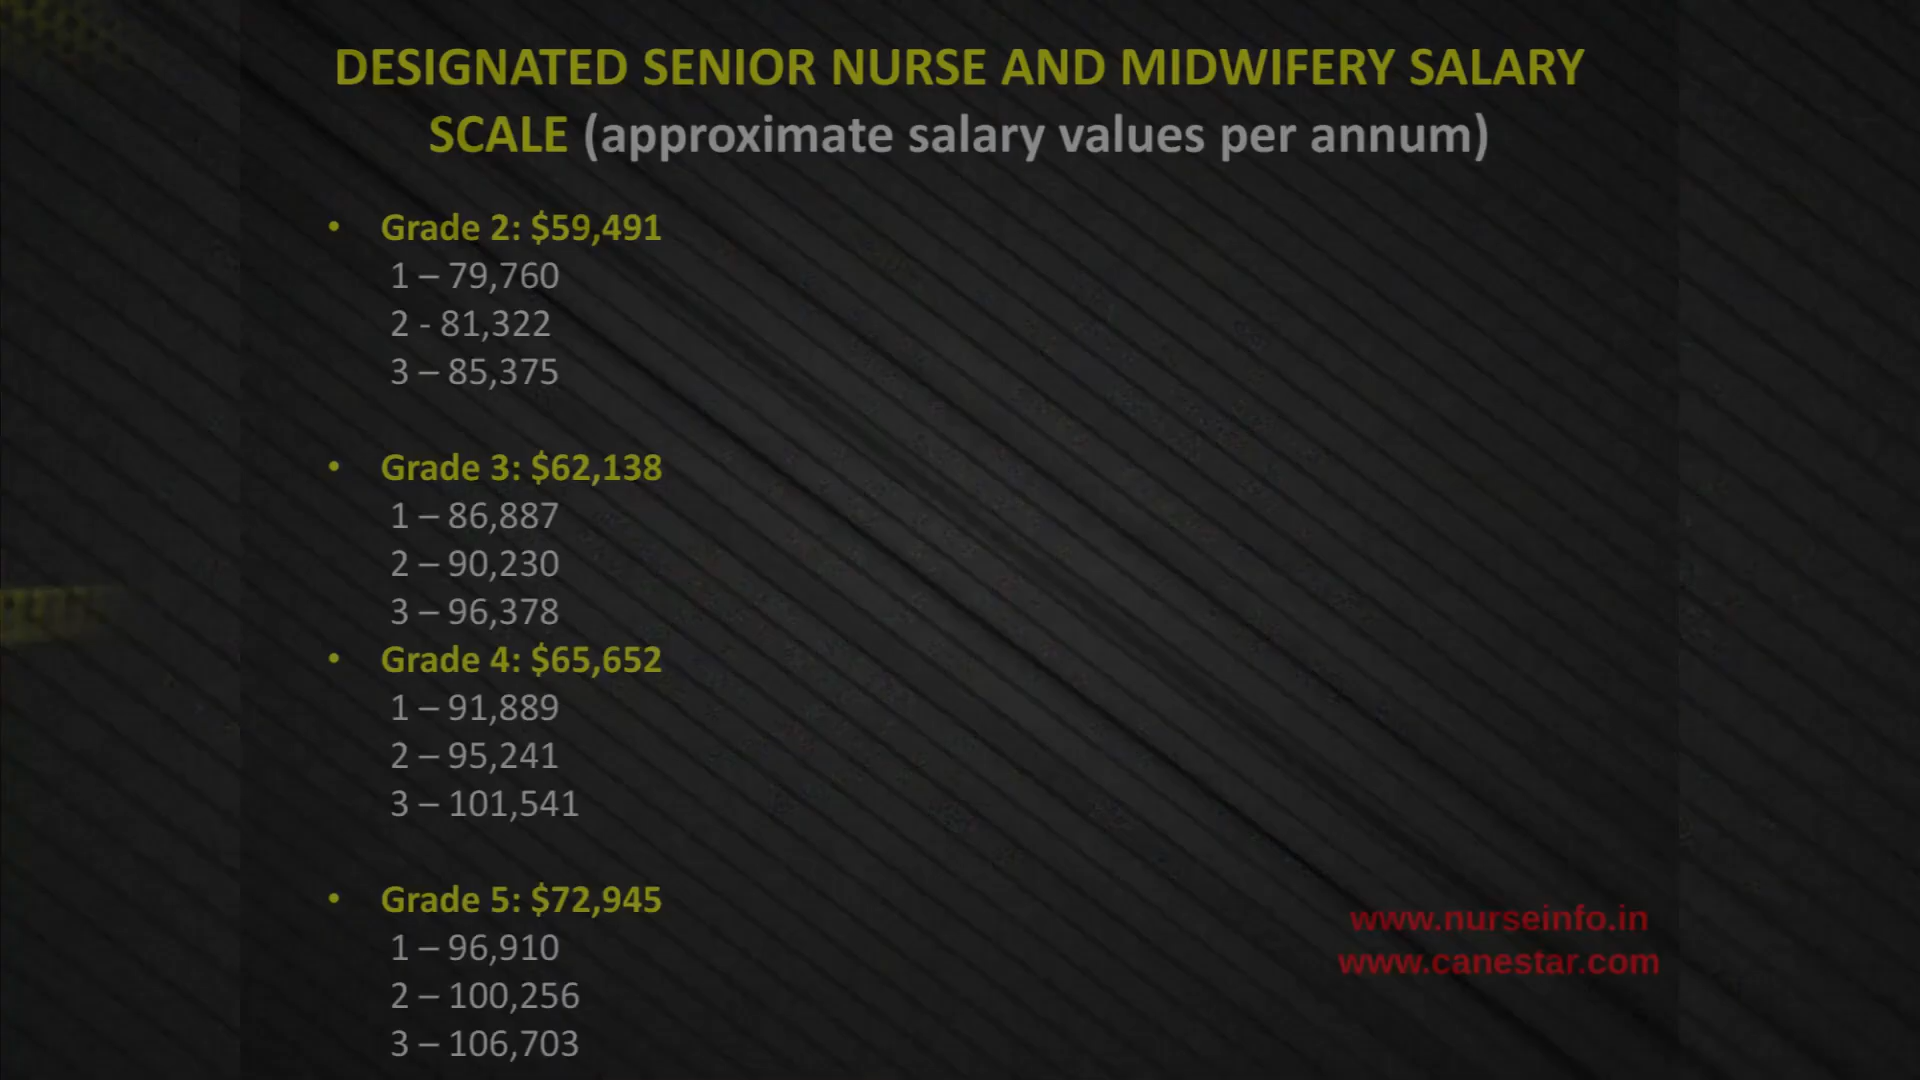 DESIGNATED SENIOR NURSE AND MIDWIFERY SALARY
SCALE (approximate salary values per annum)
• Grade 2: $59,491
1 – 79,760
2 - 81,322
3 – 85,375
• Grade 3: $62,138
1 – 86,887
2 – 90,230
3 – 96,378
• Grade 4: $65,652
1 – 91,889
2 – 95,241
3 – 101,541
• Grade 5: $72,945
1 – 96,910
2 – 100,256
3 – 106,703
www.nurseinfo.in
www.canestar.com